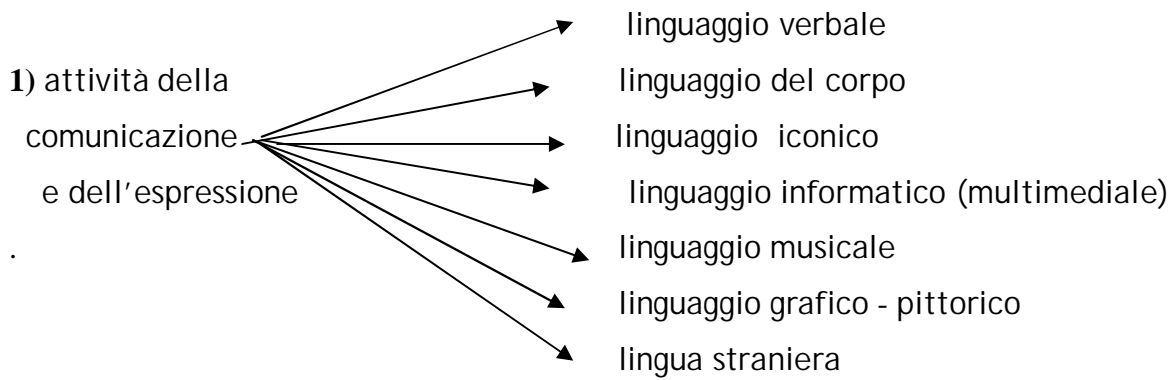 linguaggio verbale
1) attività della
linguaggio del corpo
comunicazione
linguaggio iconico
e dell'espressione
linguaggio informatico (multimediale)
.
linguaggio musicale
linguaggio grafico - pittorico
lingua straniera